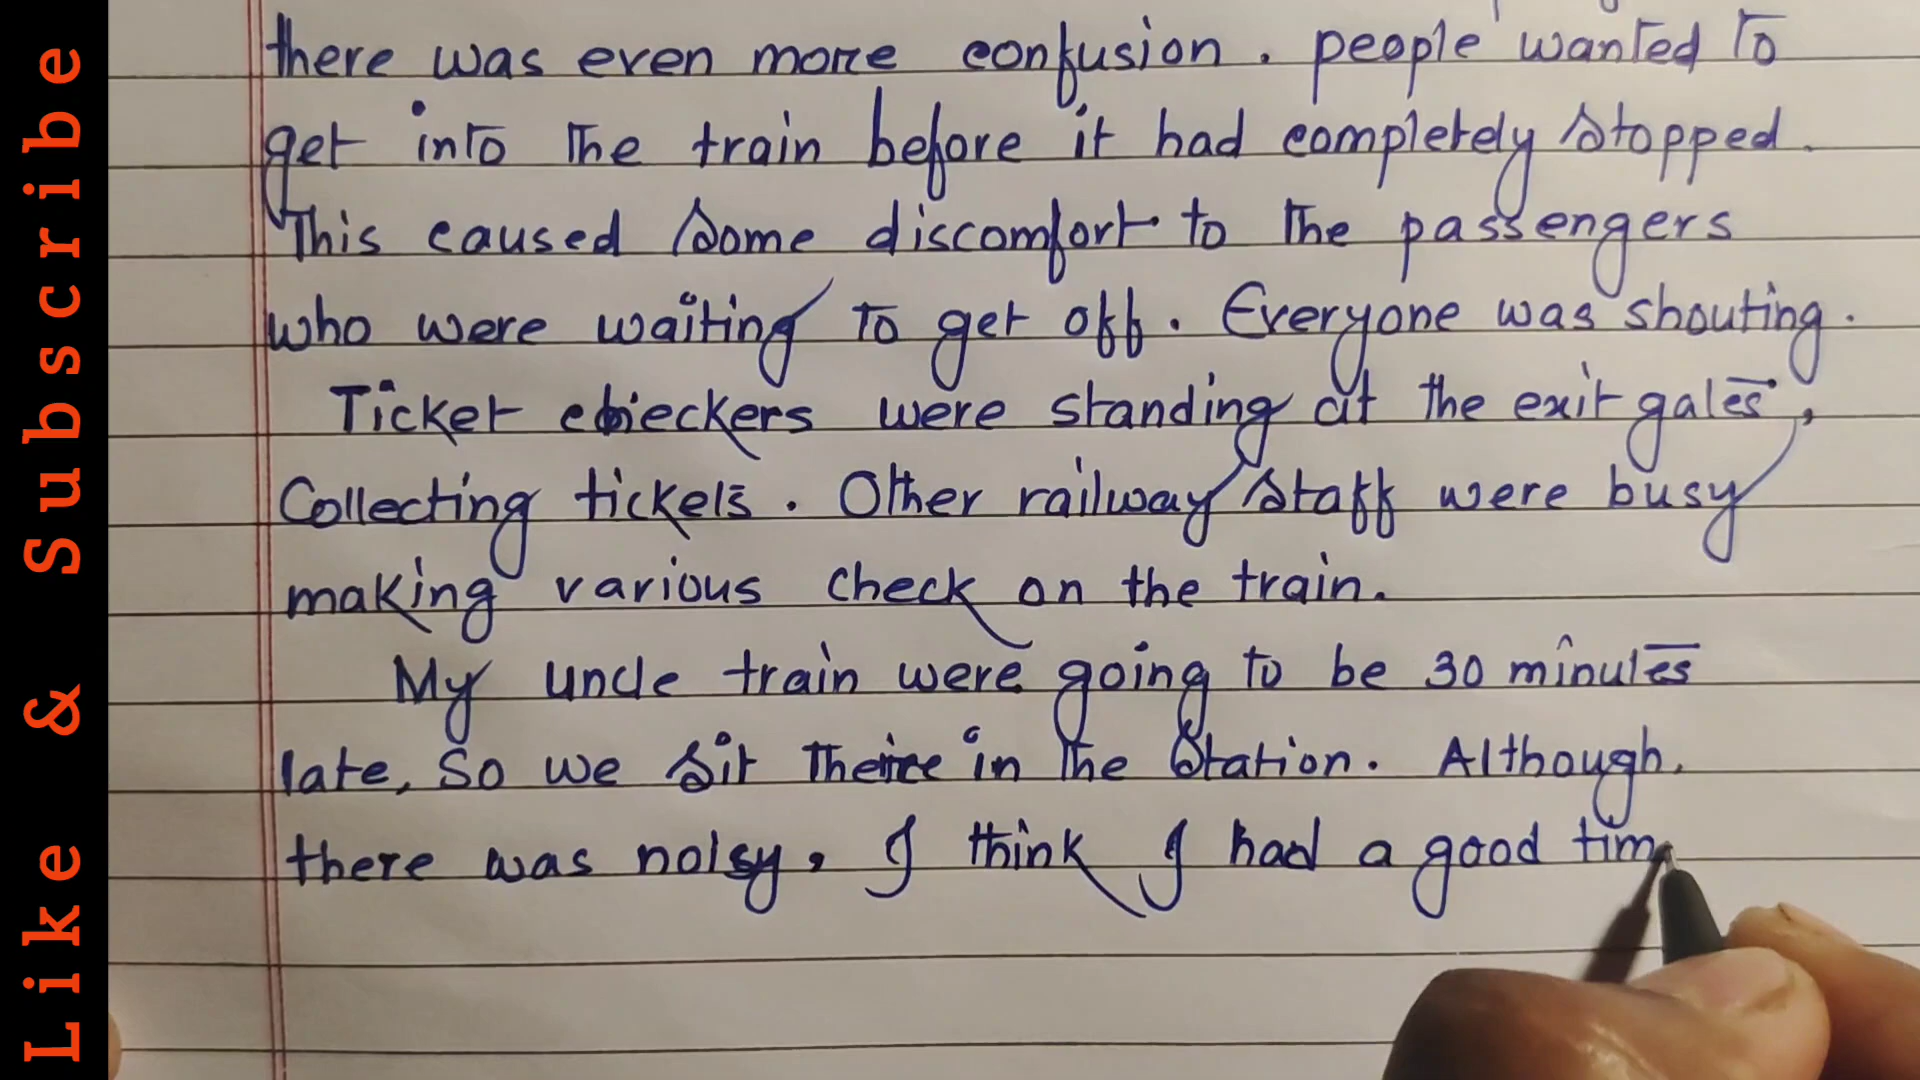 Like & Subscribe
there was even more confusion. people wanted to
get into the train before it had completely stopped.
This caused some discomfort to the passengers
who were waiting to get off. Everyone was shouting.
Ticket checkers were standing at the exit gates,
Collecting tickets. Other railway staff were busy
making various check on the train.
My uncle train were going to be 30 minutes
late, So we sit there in the station. Although,
there was noisy, I think I had a good tim